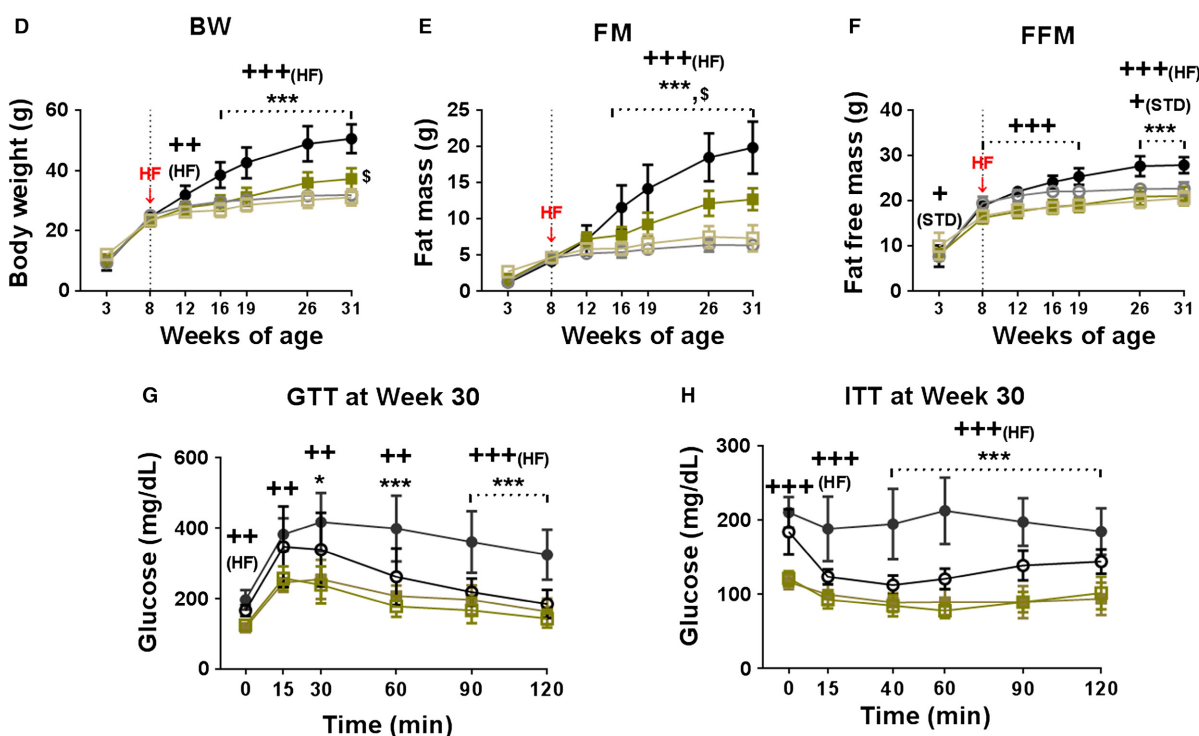 D BW
+++(HF)
***
++
(HF)
HF
$
Body weight (g)
60
40
20
0
3 8 12 16 19 26 31
Weeks of age
E FM
+++(HF)
***,$
HF
Fat mass (g)
25
20
15
10
5
0
3 8 12 16 19 26 31
Weeks of age
F FFM
+++(HF)
+(STD)
+++
***
HF
+
(STD)
Fat free mass (g)
40
30
20
10
0
3 8 12 16 19 26 31
Weeks of age
G GTT at Week 30
++
(HF)
++
++
*
++
***
+++(HF)
***
Glucose (mg/dL)
600
400
200
0
0 15 30 60 90 120
Time (min)
H ITT at Week 30
+++
+++
(HF)
+++(HF)
***
Glucose (mg/dL)
300
200
100
0
0 15 40 60 90 120
Time (min)